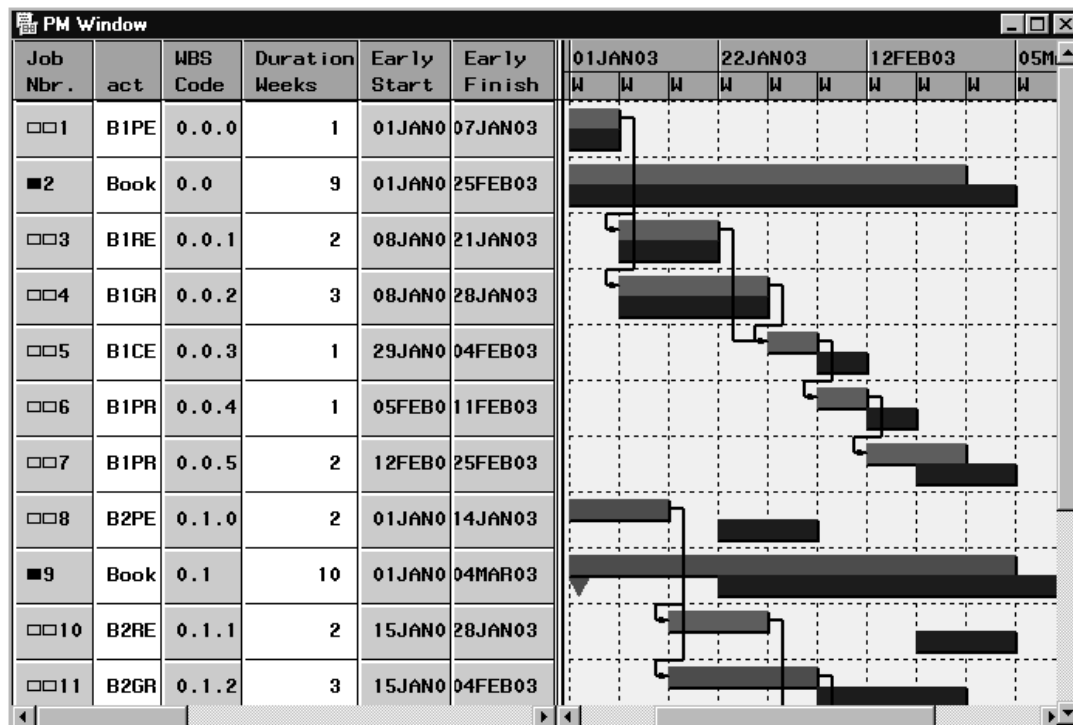 PM Window
Job Nbr. act WBS Code Duration Weeks Early Start Early Finish 01JAN03 22JAN03 12FEB03 05M
W W W W W W W W W W
1 B1PE 0.0.0 1 01JAN0 07JAN03
2 Book 0.0 9 01JAN0 25FEB03
3 B1RE 0.0.1 2 08JAN0 21JAN03
4 B1GR 0.0.2 3 08JAN0 28JAN03
5 B1CE 0.0.3 1 29JAN0 04FEB03
6 B1PR 0.0.4 1 05FEB0 11FEB03
7 B1PR 0.0.5 2 12FEB0 25FEB03
8 B2PE 0.1.0 2 01JAN0 14JAN03
9 Book 0.1 10 01JAN0 04MAR03
10 B2RE 0.1.1 2 15JAN0 28JAN03
11 B2GR 0.1.2 3 15JAN0 04FEB03